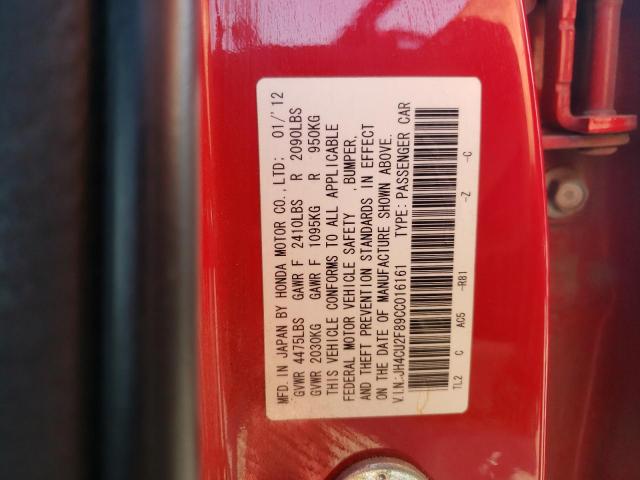 MFD. IN JAPAN BY HONDA MOTOR CO., LTD: 01/'12
GVWR 4475LBS GAWR F 2410LBS R 2090LBS
GVWR 2030KG GAWR F 1095KG R 950KG
THIS VEHICLE CONFORMS TO ALL APPLICABLE
FEDERAL MOTOR VEHICLE SAFETY ,BUMPER,
AND THEFT PREVENTION STANDARDS IN EFFECT
ON THE DATE OF MANUFACTURE SHOWN ABOVE.
V.I.N.:JH4CU2F89CC016161 TYPE: PASSENGER CAR
TL2 C AC5 -R81 -Z -C